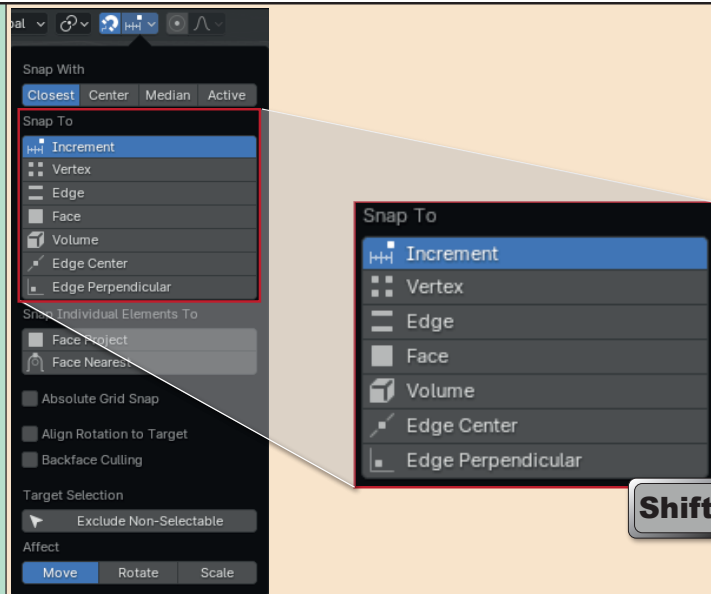 bal
Snap With
Closest Center Median Active
Snap To
Increment
Vertex
Edge
Face
Volume
Edge Center
Edge Perpendicular
Snap Individual Elements To
Face Project
Face Nearest
Absolute Grid Snap
Align Rotation to Target
Backface Culling
Target Selection
Exclude Non-Selectable
Affect
Move Rotate Scale
Snap To
Increment
Vertex
Edge
Face
Volume
Edge Center
Edge Perpendicular
Shift